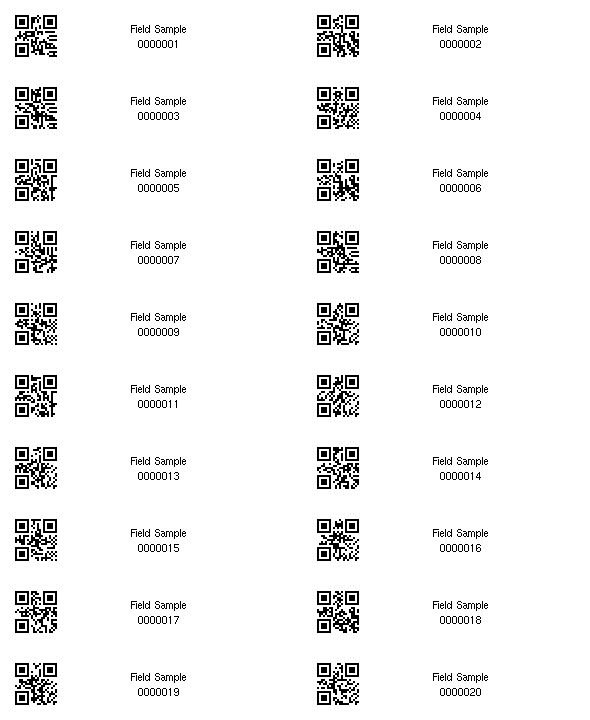 Field Sample
0000001
Field Sample
0000002
Field Sample
0000003
Field Sample
0000004
Field Sample
0000005
Field Sample
0000006
Field Sample
0000007
Field Sample
0000008
Field Sample
0000009
Field Sample
0000010
Field Sample
0000011
Field Sample
0000012
Field Sample
0000013
Field Sample
0000014
Field Sample
0000015
Field Sample
0000016
Field Sample
0000017
Field Sample
0000018
Field Sample
0000019
Field Sample
0000020